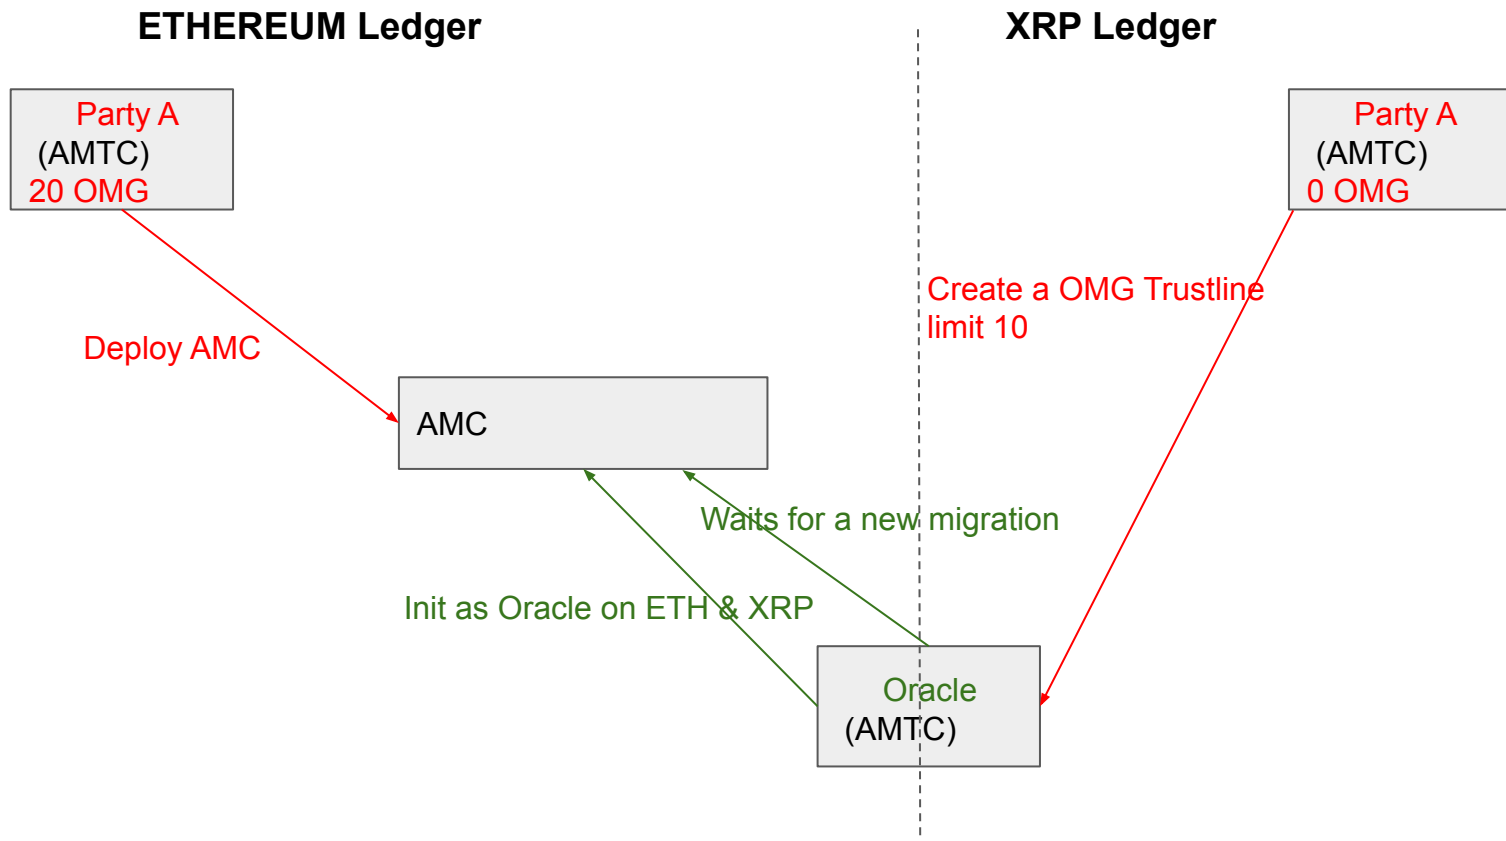 ETHEREUM Ledger
XRP Ledger
Party A
(AMTC)
20 OMG
Party A
(AMTC)
0 OMG
Create a OMG Trustline
limit 10
Deploy AMC
AMC
Waits for a new migration
Init as Oracle on ETH & XRP
Oracle
(AMTC)